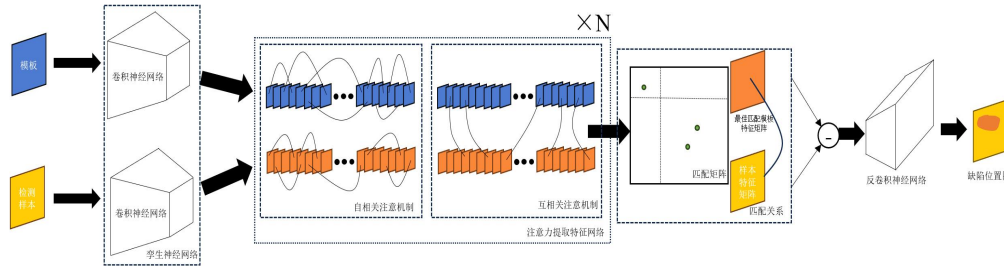 ×N
模板
卷积神经网络
检测
样本
卷积神经网络
孪生神经网络
自相关注意机制
互相关注意机制
注意力提取特征网络
最佳匹配模板
特征矩阵
匹配矩阵
样本
特征
矩阵
匹配关系
-
反卷积神经网络
缺陷位置图